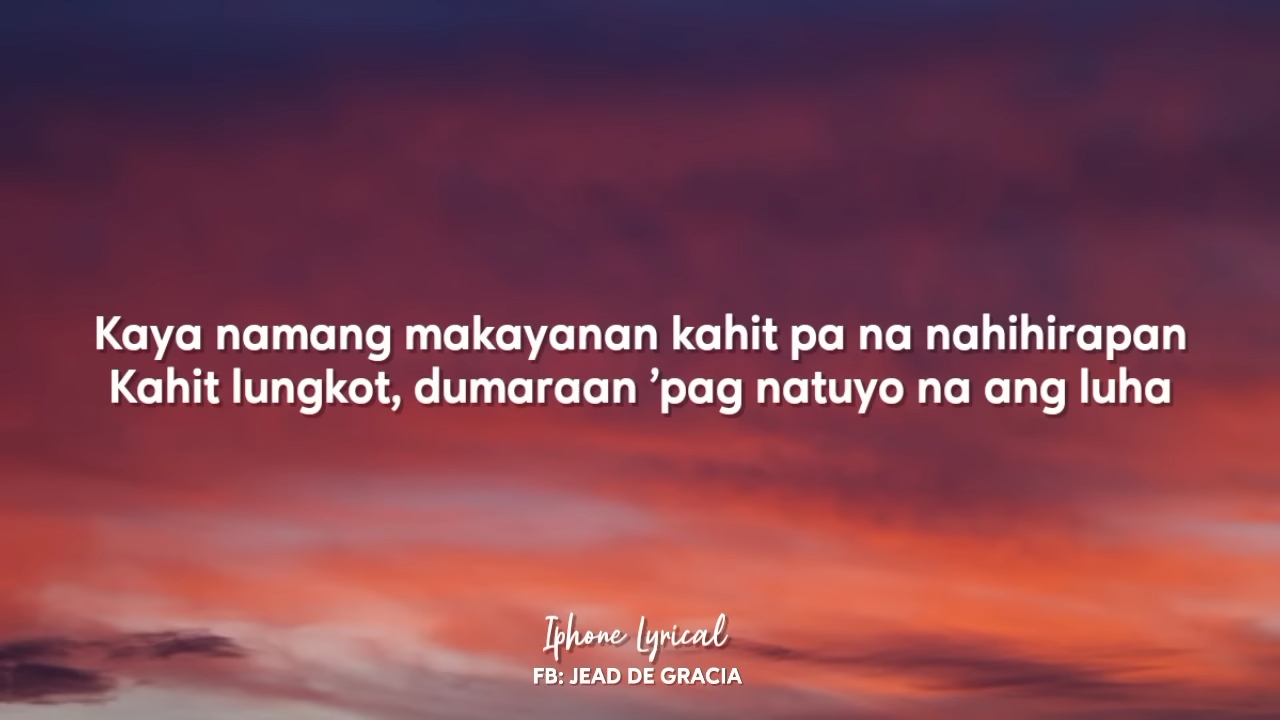 Kaya namang makayanan kahit pa na nahihirapan
Kahit lungkot, dumaraan ’pag natuyo na ang luha
Iphone Lyrical
FB: JEAD DE GRACIA